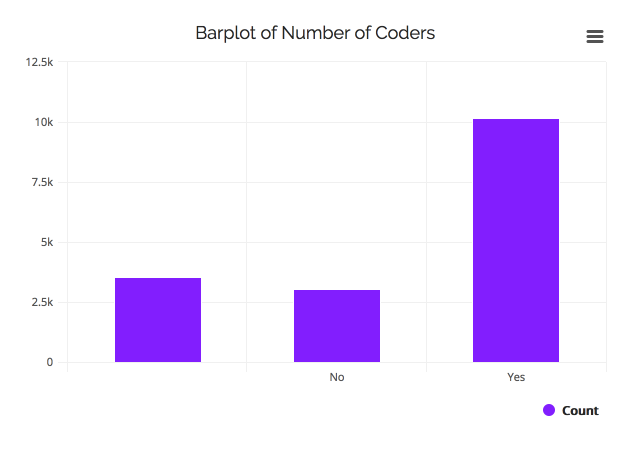 Barplot of Number of Coders
12.5k
10k
7.5k
5k
2.5k
0
No Yes
Count